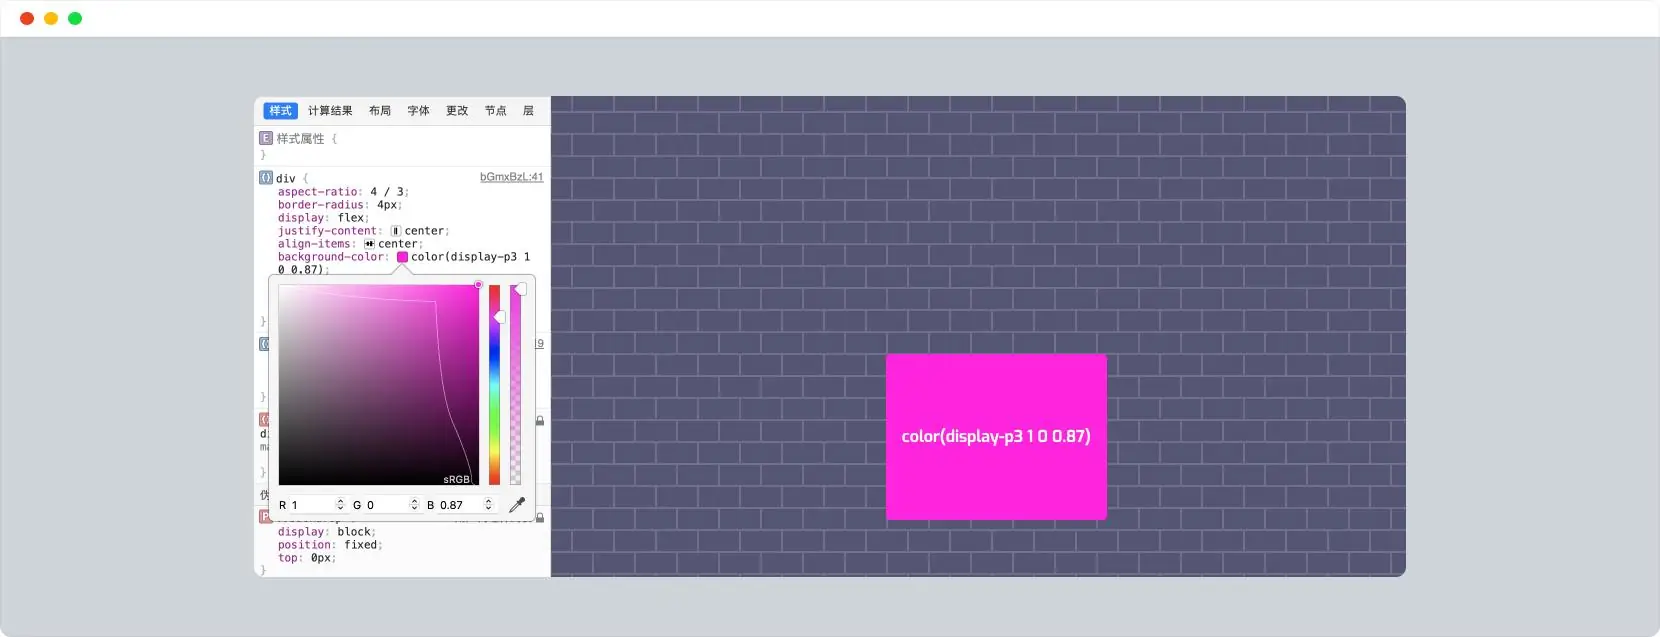 样式 计算结果 布局 字体 更改 节点 层
E 样式属性 {
}
div { bGmxBzL:41
aspect-ratio: 4 / 3;
border-radius: 4px;
display: flex;
justify-content: center;
align-items: center;
background-color: color(display-p3 1
0 0.87);
}
19
}
d
ma
}
sRGB
R 1 G 0 B 0.87
display: block;
position: fixed;
top: 0px;
}
color(display-p3 1 0 0.87)